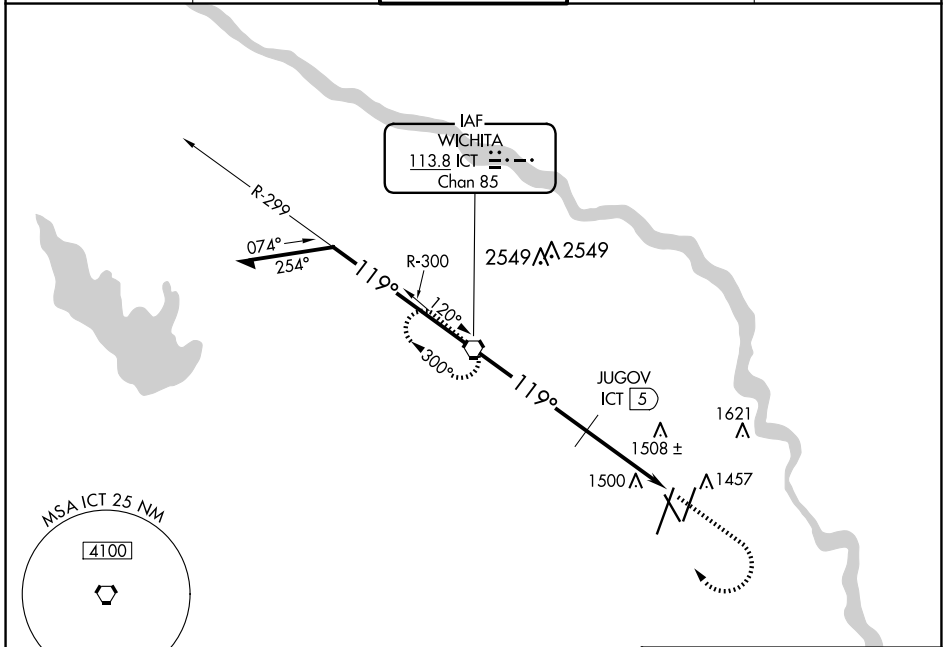 IAF
WICHITA
113.8 ICT
Chan 85
R-299
074°
254°
R-300
2549 2549
119°
120°
300°
119°
JUGOV
ICT 5
1621
1508 ±
1500
1457
MSA ICT 25 NM
4100